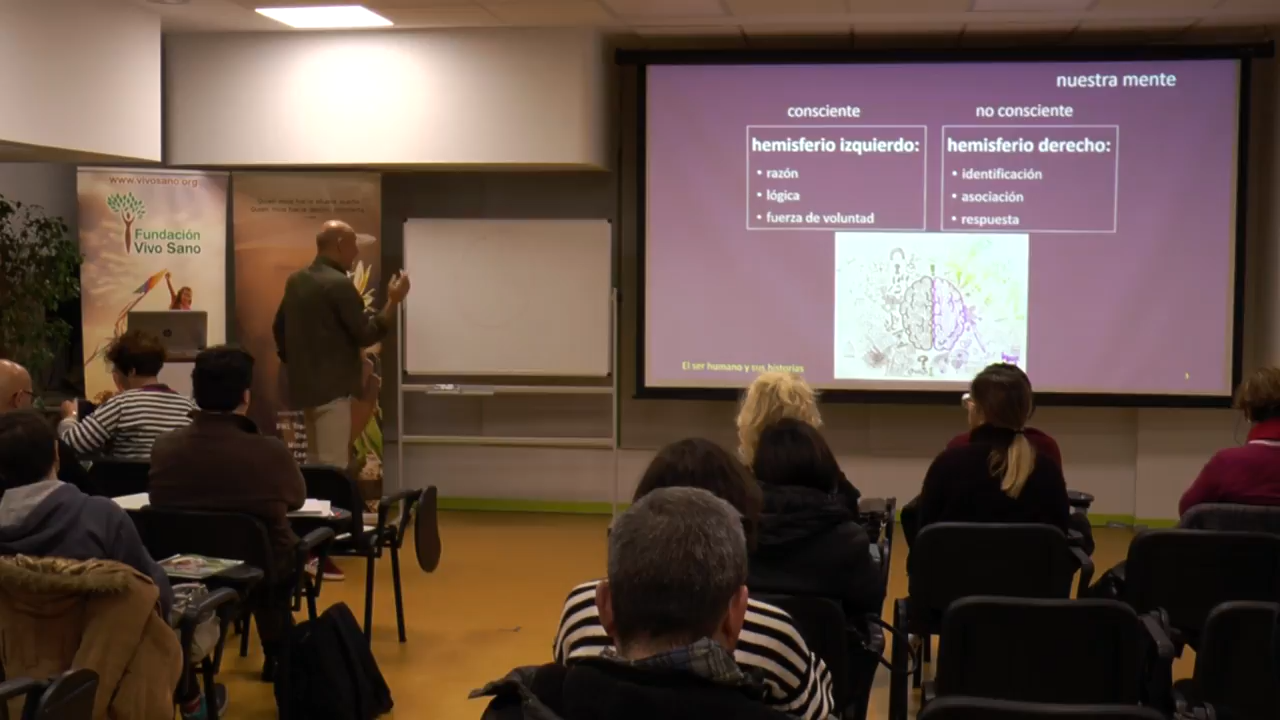 www.vivosano.org
Fundación
Vivo Sano
nuestra mente
consciente
no consciente
hemisferio izquierdo:
• razón
• lógica
• fuerza de voluntad
hemisferio derecho:
• identificación
• asociación
• respuesta
El ser humano y sus historias